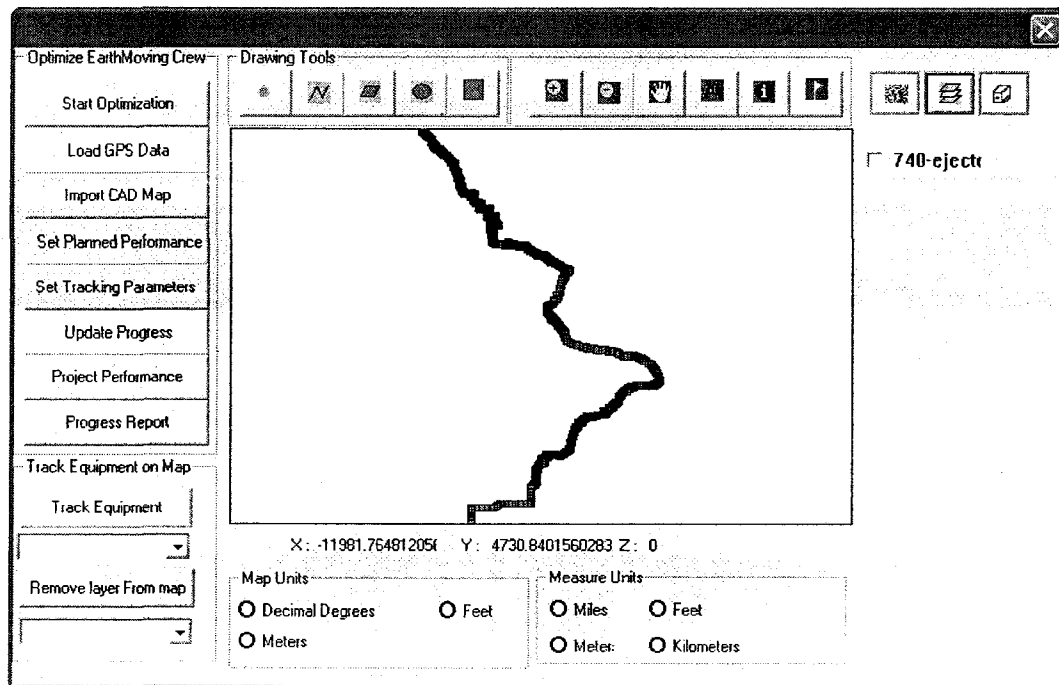 Optimize EarthMoving Crew
Start Optimization
Load GPS Data
Import CAD Map
Set Planned Performance
Set Tracking Parameters
Update Progress
Project Performance
Progress Report
Track Equipment on Map
Track Equipment
Remove layer From map
Drawing Tools
740-ejecto
X: -11981.764812056 Y: 4730.8401560283 Z: 0
Map Units
Decimal Degrees Feet
Meters
Measure Units
Miles Feet
Meter: Kilometers